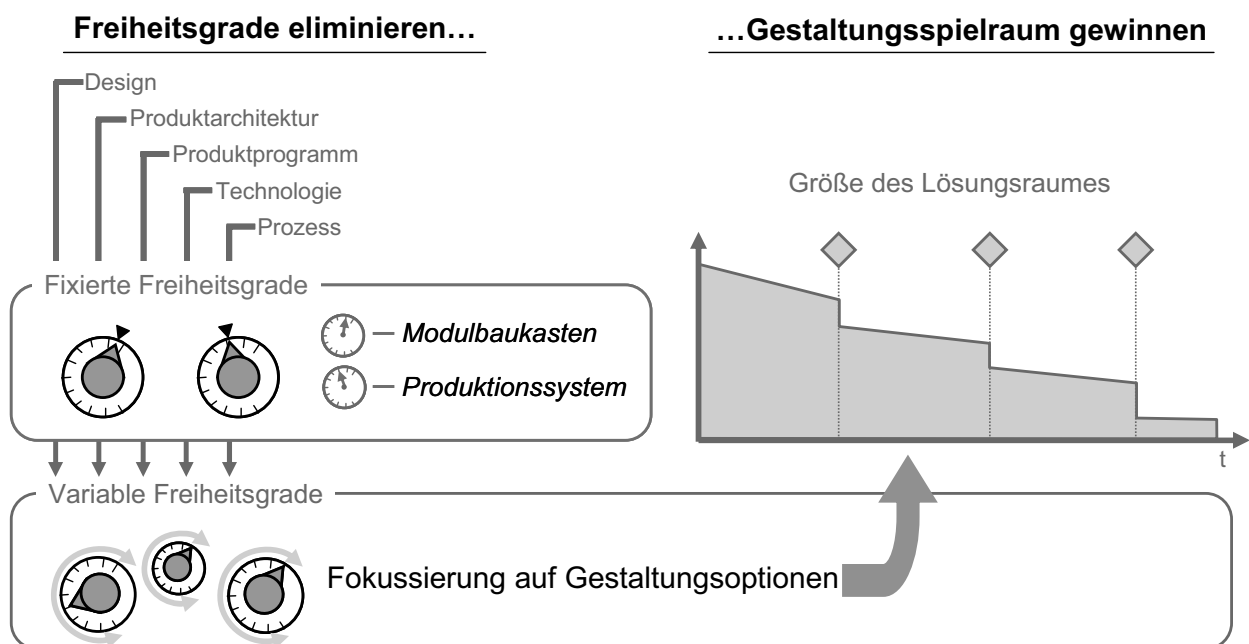 Freiheitsgrade eliminieren…
…Gestaltungsspielraum gewinnen
Design
Produktarchitektur
Produktprogramm
Technologie
Prozess
Größe des Lösungsraumes
Fixierte Freiheitsgrade
Modulbaukasten
Produktionssystem
t
Variable Freiheitsgrade
Fokussierung auf Gestaltungsoptionen